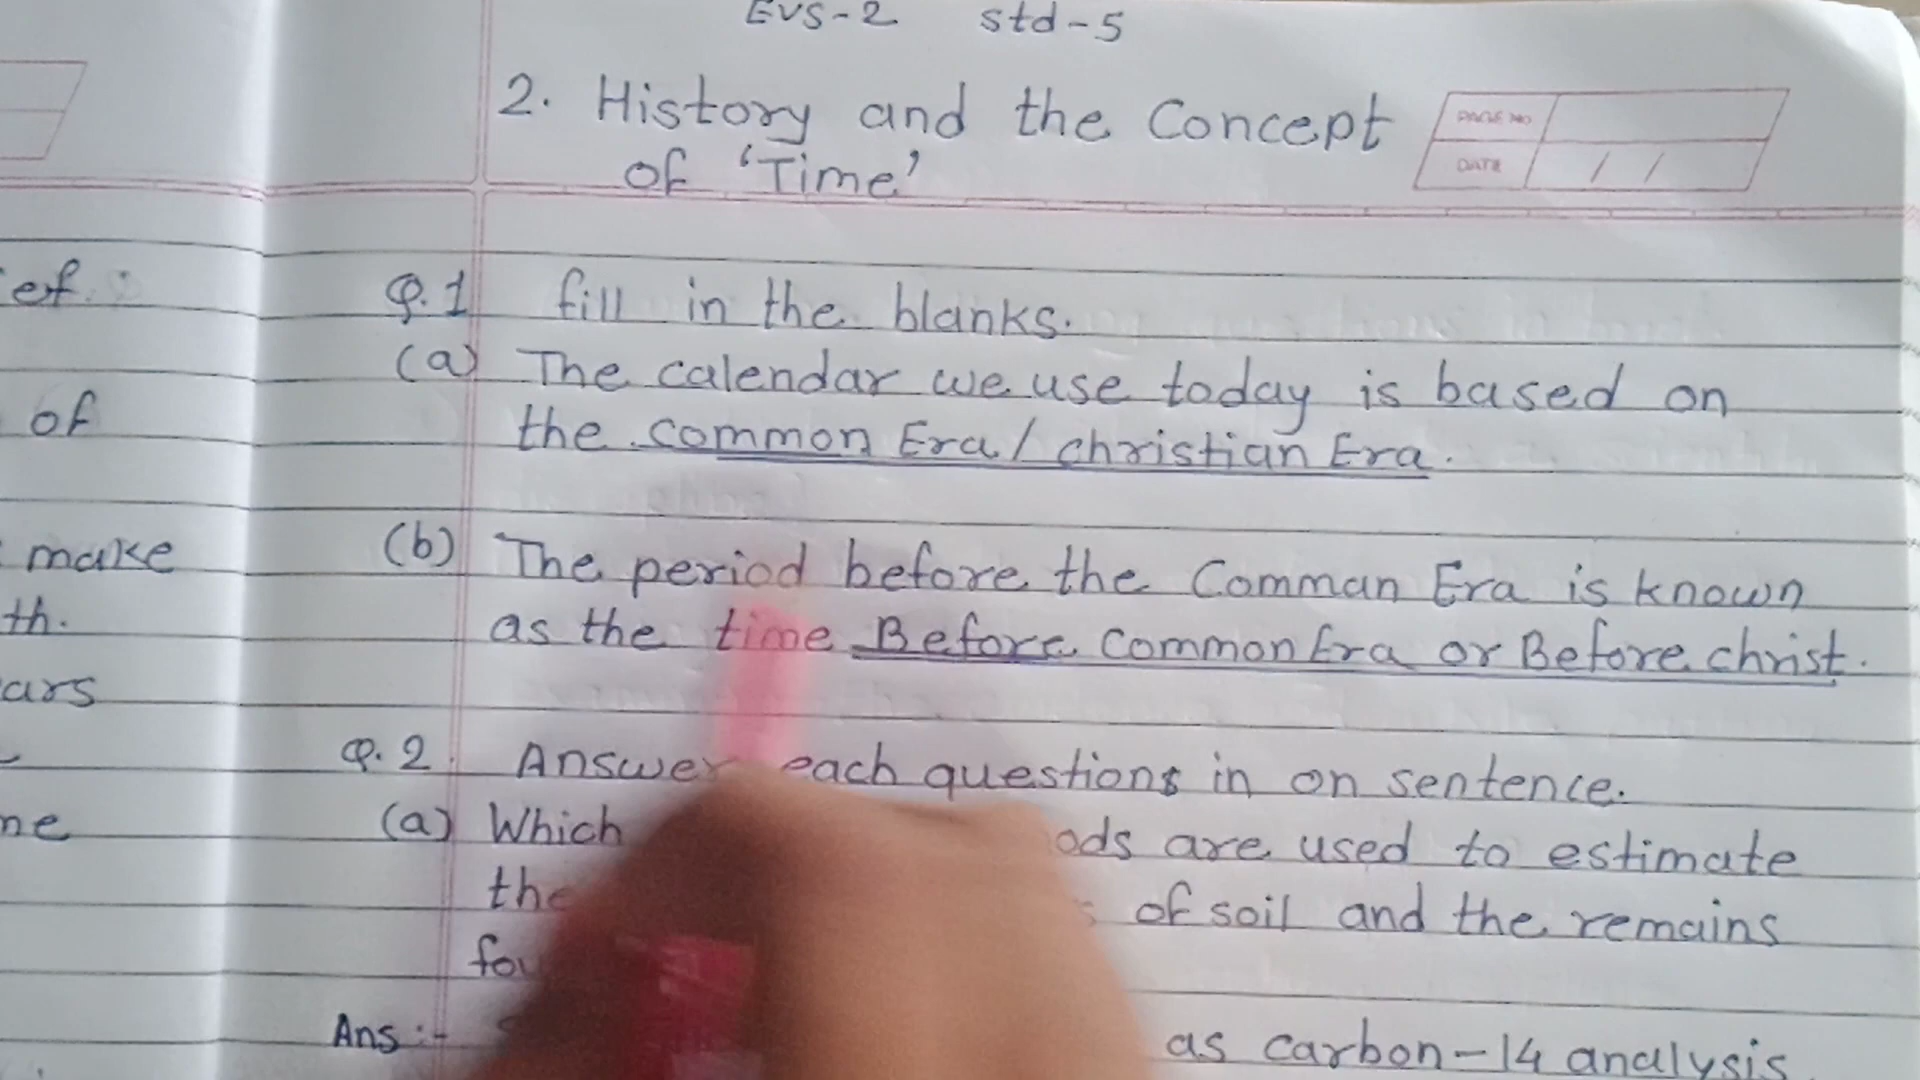 EVS-2 std-5
2. History and the Concept
of 'Time'
PAGE NO
DATE / /
Q.1 fill in the blanks.
(a) The calendar we use today is based on
the common Era / christian Era.
(b) The period before the Comman Era is known
as the time Before Common Era or Before christ.
Q.2. Answer each questions in on sentence.
(a) Which ods are used to estimate
the of soil and the remains
Ans :- as carbon-14 analysis
ef
of
make
th.
ars
ne